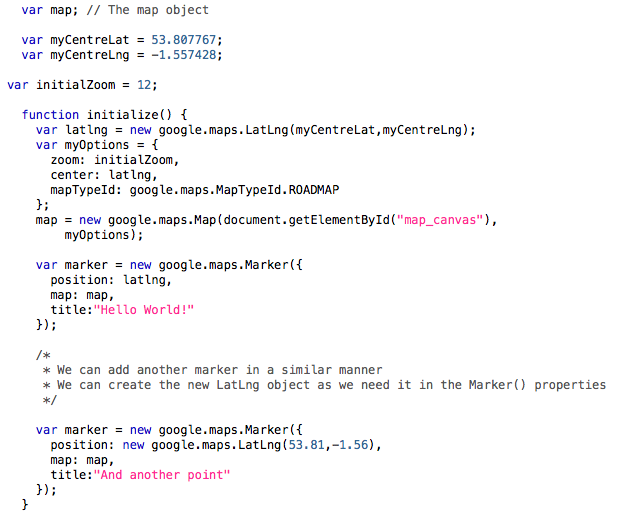 var map; // The map object
var myCentreLat = 53.807767;
var myCentreLng = −1.557428;
var initialZoom = 12;
function initialize() {
var latlng = new google.maps.LatLng(myCentreLat,myCentreLng);
var myOptions = {
zoom: initialZoom,
center: latlng,
mapTypeId: google.maps.MapTypeId.ROADMAP
};
map = new google.maps.Map(document.getElementById("map_canvas"),
myOptions);
var marker = new google.maps.Marker({
position: latlng,
map: map,
title:"Hello World!"
});
/*
* We can add another marker in a similar manner
* We can create the new LatLng object as we need it in the Marker() properties
*/
var marker = new google.maps.Marker({
position: new google.maps.LatLng(53.81,−1.56),
map: map,
title:"And another point"
});
}